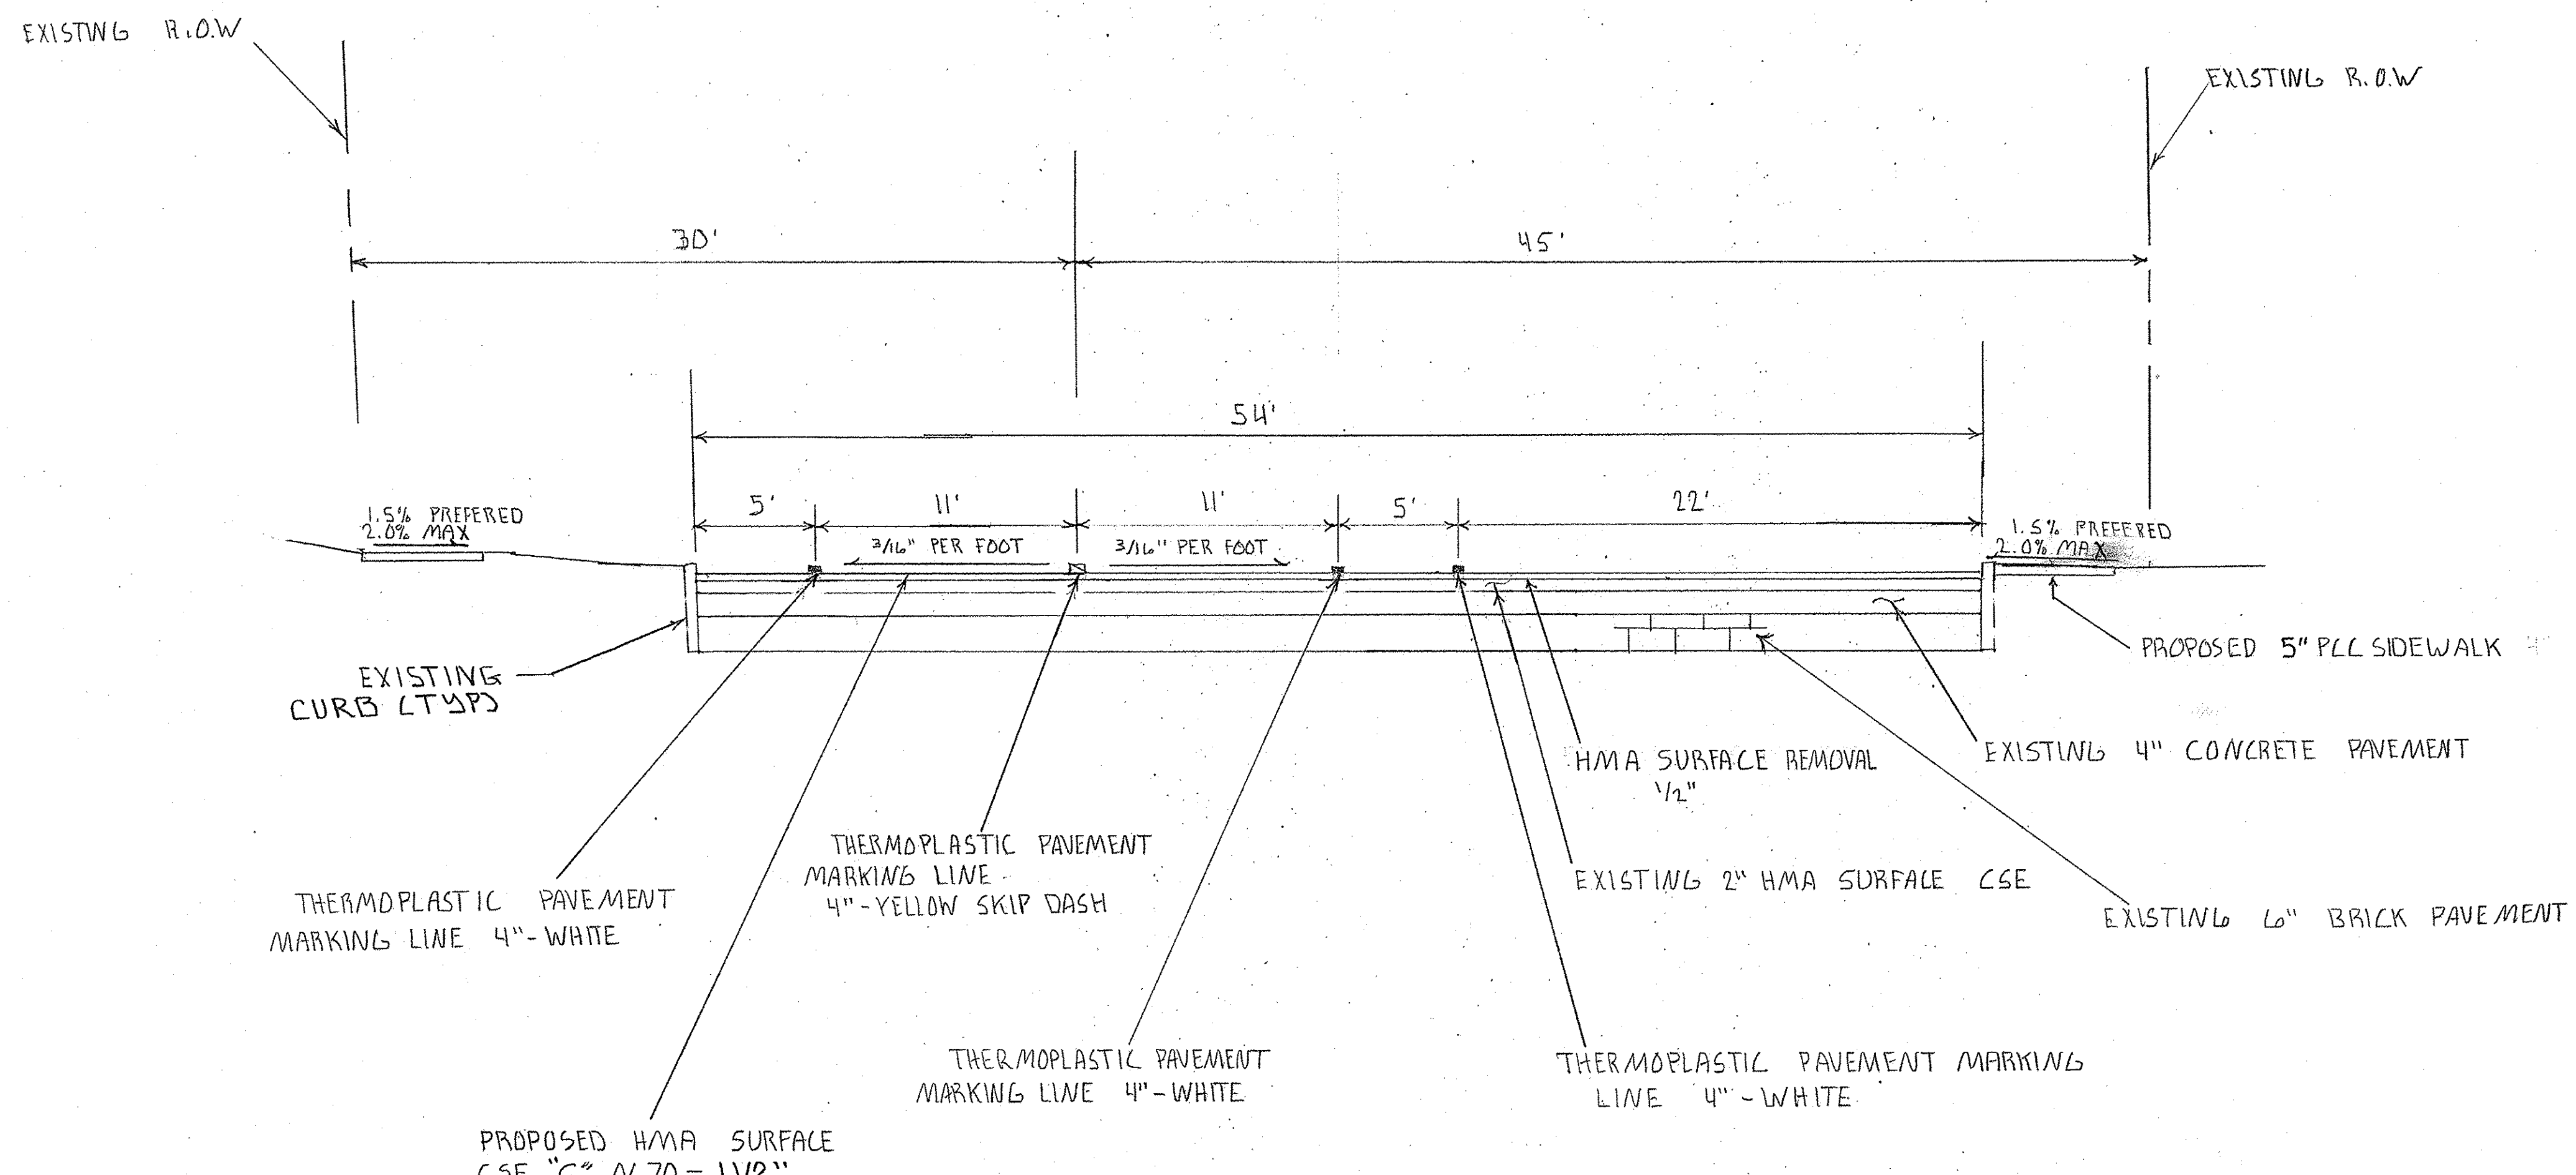 EXISTING R.O.W
EXISTING R.O.W
30'
45'
54'
5'
11'
11'
5'
22'
1.5% PREFERED
2.0% MAX
3/16" PER FOOT
3/16" PER FOOT
1.5% PREFERED
2.0% MAX
EXISTING
CURB (TYP)
PROPOSED 5" PCC SIDEWALK
HMA SURFACE REMOVAL
1/2"
EXISTING 4" CONCRETE PAVEMENT
THERMOPLASTIC PAVEMENT
MARKING LINE 4"-WHITE
THERMOPLASTIC PAVEMENT
MARKING LINE
4"-YELLOW SKIP DASH
EXISTING 2" HMA SURFACE CSE
EXISTING 6" BRICK PAVEMENT
THERMOPLASTIC PAVEMENT
MARKING LINE 4"-WHITE
THERMOPLASTIC PAVEMENT MARKING
LINE 4"-WHITE
PROPOSED HMA SURFACE
CSE "C"